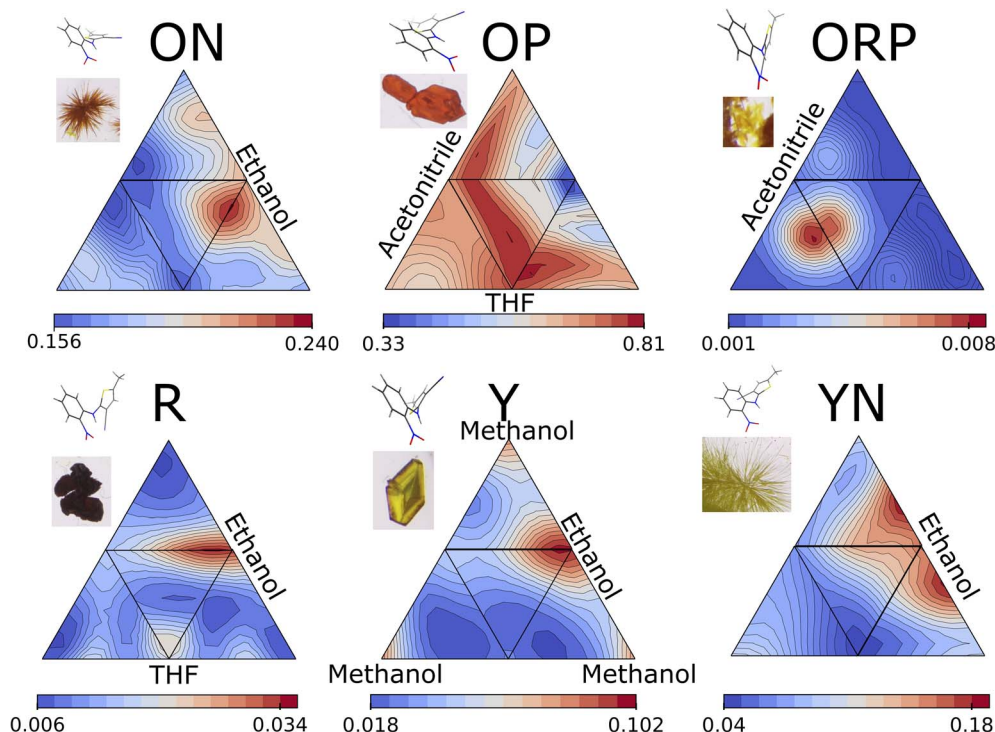 ON
OP
ORP
Ethanol
Acetonitrile
Acetonitrile
THF
0.156
0.240
0.33
0.81
0.001
0.008
R
Y
YN
Methanol
Ethanol
Ethanol
Ethanol
THF
Methanol
Methanol
0.006
0.034
0.018
0.102
0.04
0.18